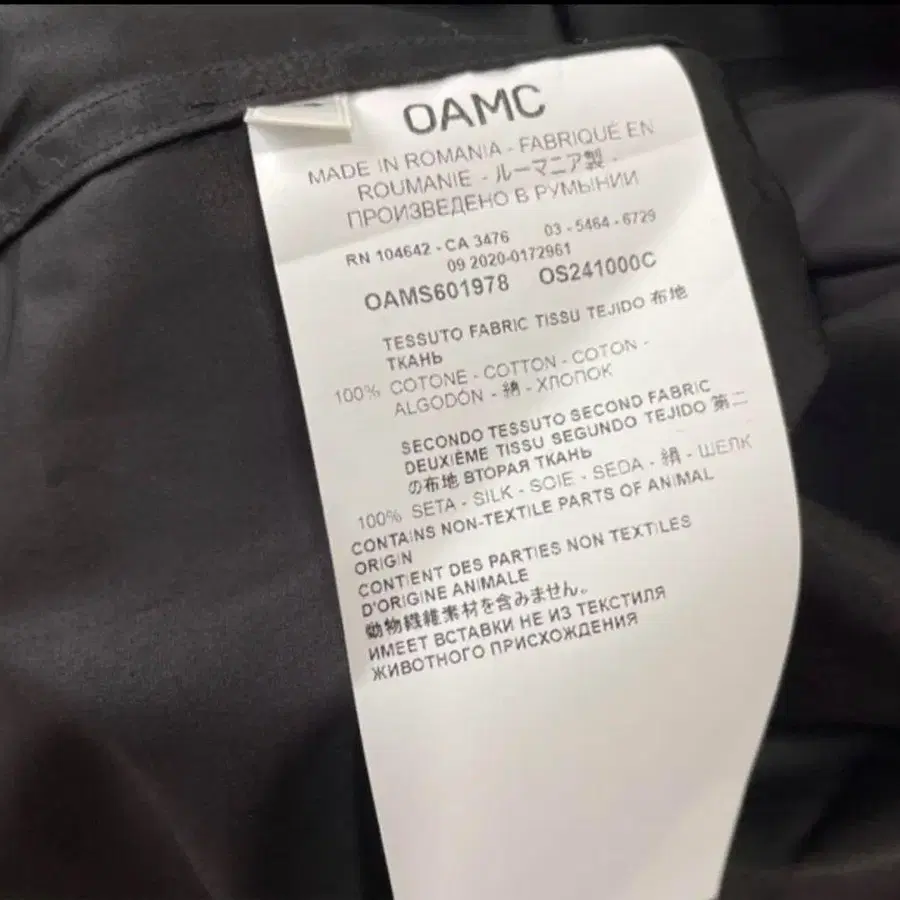 OAMC
MADE IN ROMANIA - FABRIQUÉ EN
ROUMANIE - ルーマニア製 -
ПРОИЗВЕДЕНО В РУМЫНИИ
RN 104642 - CA 3476 03 - 5464 - 6729
09 2020-0172961
OAMS601978 OS241000C
TESSUTO FABRIC TISSU TEJIDO 布地
ТКАНЬ
100% COTONE - COTTON - COTON -
ALGODÓN - 綿 - ХЛОПОК
SECONDO TESSUTO SECOND FABRIC
DEUXIÈME TISSU SEGUNDO TEJIDO 第二
の布地 ВТОРАЯ ТКАНЬ
100% SETA - SILK - SOIE - SEDA - 絹 - ШЕЛК
CONTAINS NON-TEXTILE PARTS OF ANIMAL
ORIGIN
CONTIENT DES PARTIES NON TEXTILES
D'ORIGINE ANIMALE
動物繊維素材を含みません。
ИМЕЕТ ВСТАВКИ НЕ ИЗ ТЕКСТИЛЯ
ЖИВОТНОГО ПРИСХОЖДЕНИЯ